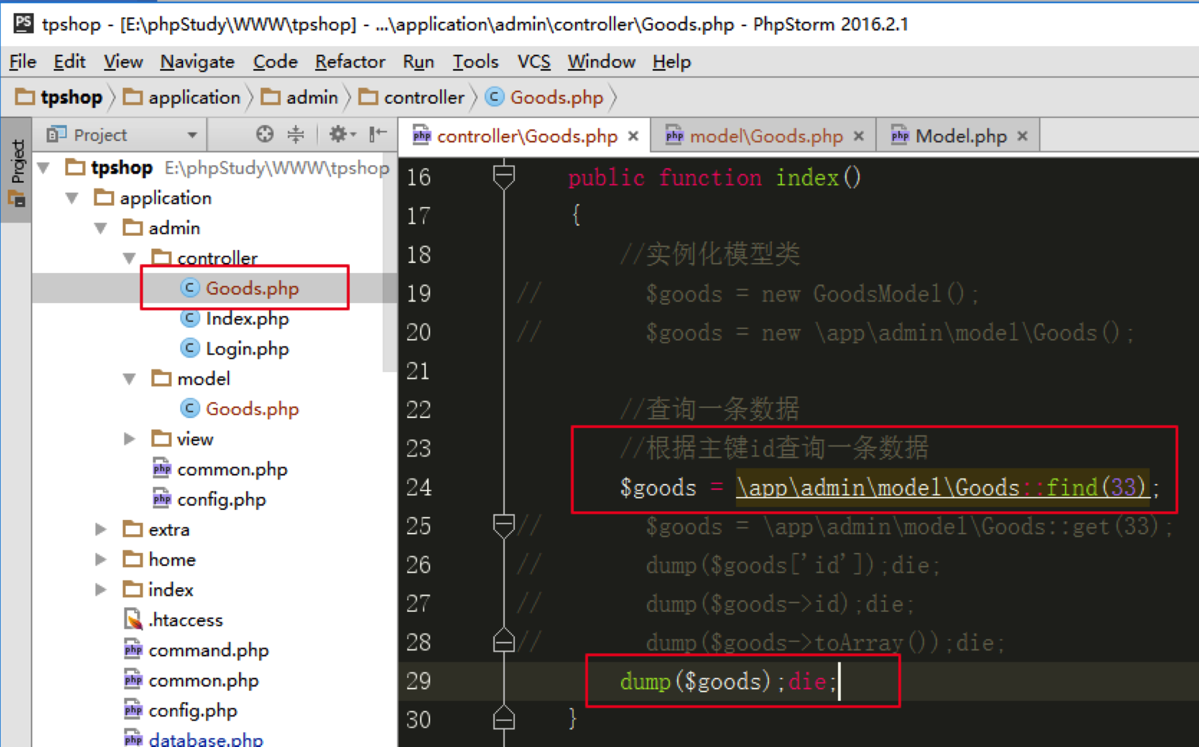 tpshop - [E:\phpStudy\WWW\tpshop] - ...\application\admin\controller\Goods.php - PhpStorm 2016.2.1
File Edit View Navigate Code Refactor Run Tools VCS Window Help
tpshop application admin controller Goods.php
Project
Project
controller\Goods.php × model\Goods.php × Model.php ×
tpshop E:\phpStudy\WWW\tpshop
application
admin
controller
Goods.php
Index.php
Login.php
model
Goods.php
view
common.php
config.php
extra
home
index
.htaccess
command.php
common.php
config.php
database.php
16 public function index()
17 {
18 //实例化模型类
19 // $goods = new GoodsModel();
20 // $goods = new \app\admin\model\Goods();
21
22 //查询一条数据
23 //根据主键id查询一条数据
24 $goods = \app\admin\model\Goods::find(33);
25 // $goods = \app\admin\model\Goods::get(33);
26 // dump($goods['id']);die;
27 // dump($goods->id);die;
28 // dump($goods->toArray());die;
29 dump($goods);die;
30 }